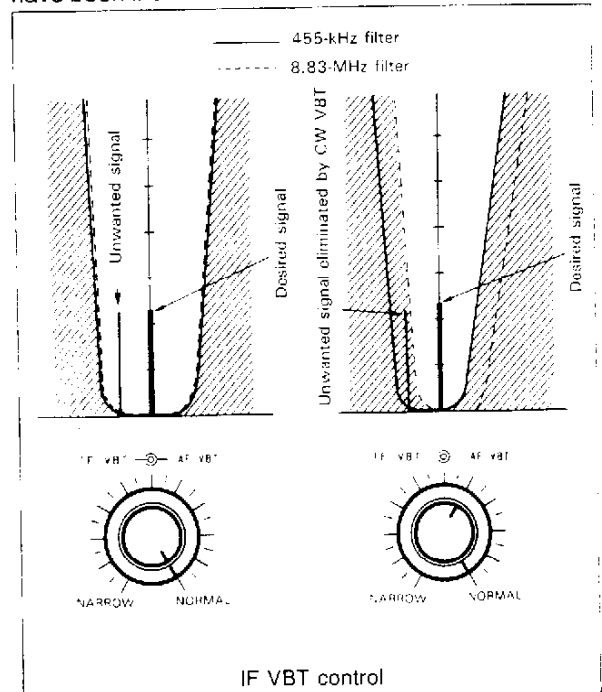 455-kHz filter
8.83-MHz filter
Unwanted signal
Desired signal
Unwanted signal eliminated by CW VBT
Desired signal
IF VBT AF VBT
NARROW NORMAL
IF VBT AF VBT
NARROW NORMAL
IF VBT control